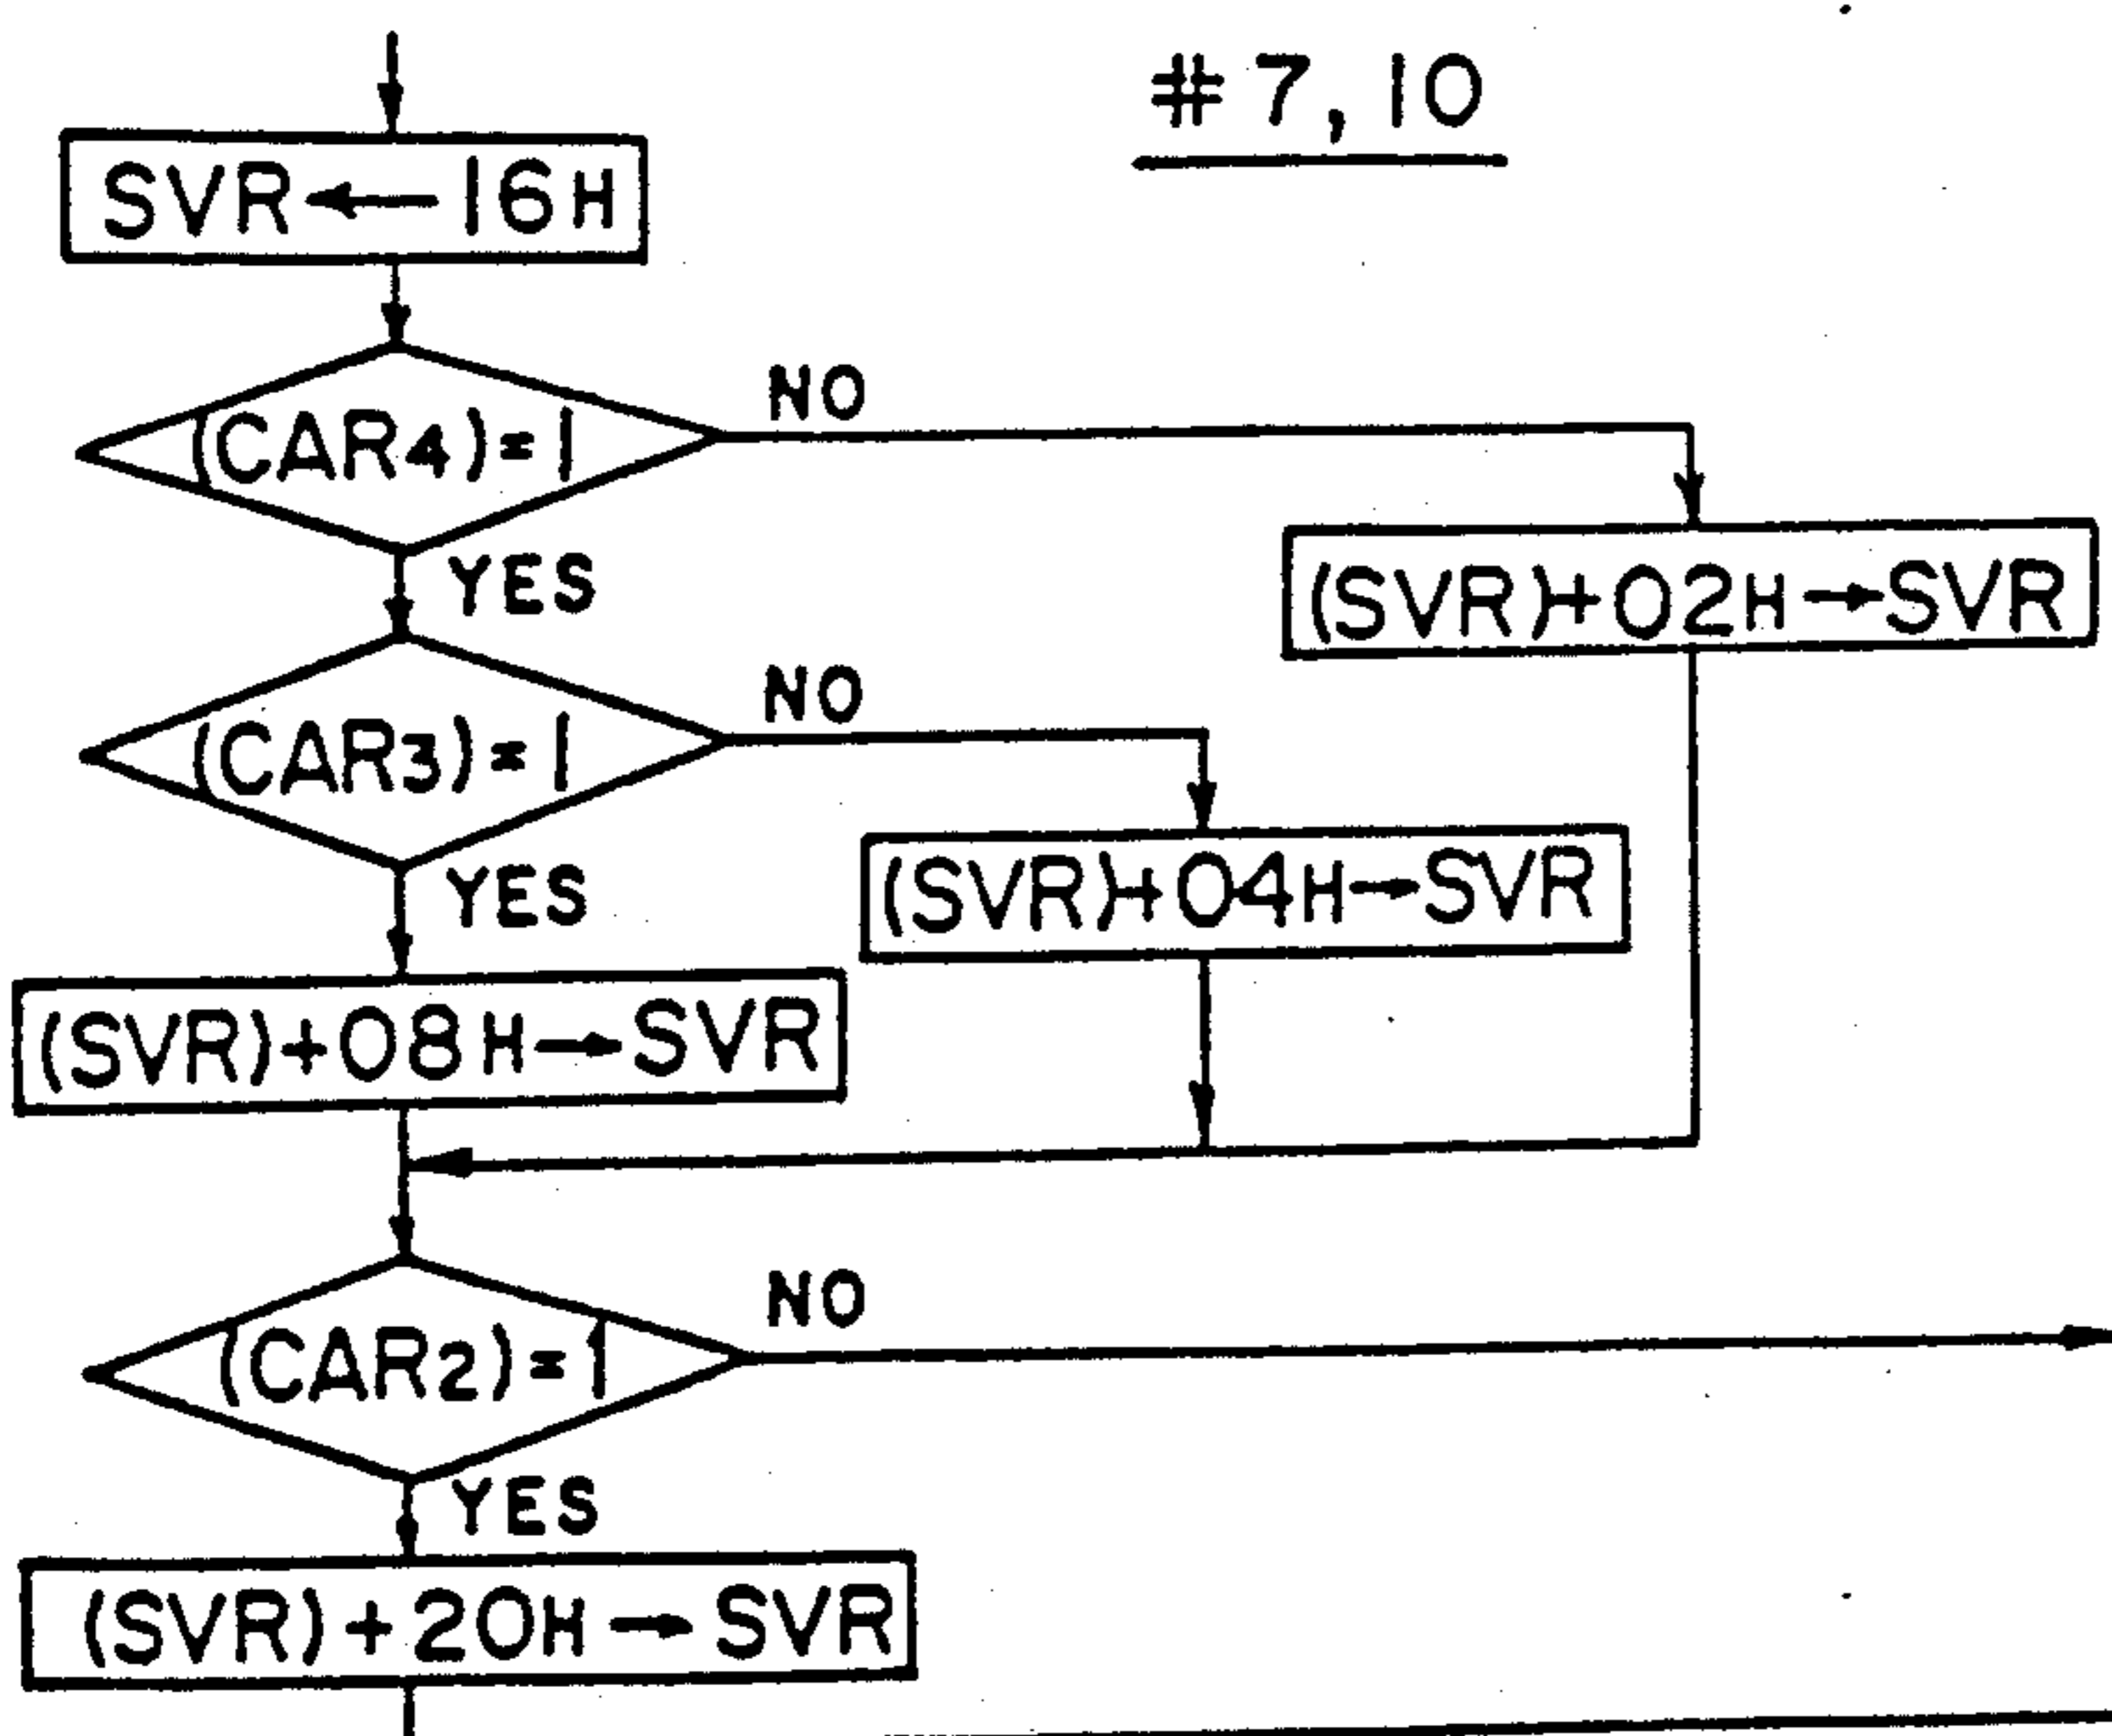 # 7, 10
SVR ← 16H
(CAR4) = 1
NO
YES
(SVR)+02H→SVR
(CAR3) = 1
NO
YES
(SVR)+04H→SVR
(SVR)+08H→SVR
(CAR2) = 1
NO
YES
(SVR)+20H→SVR